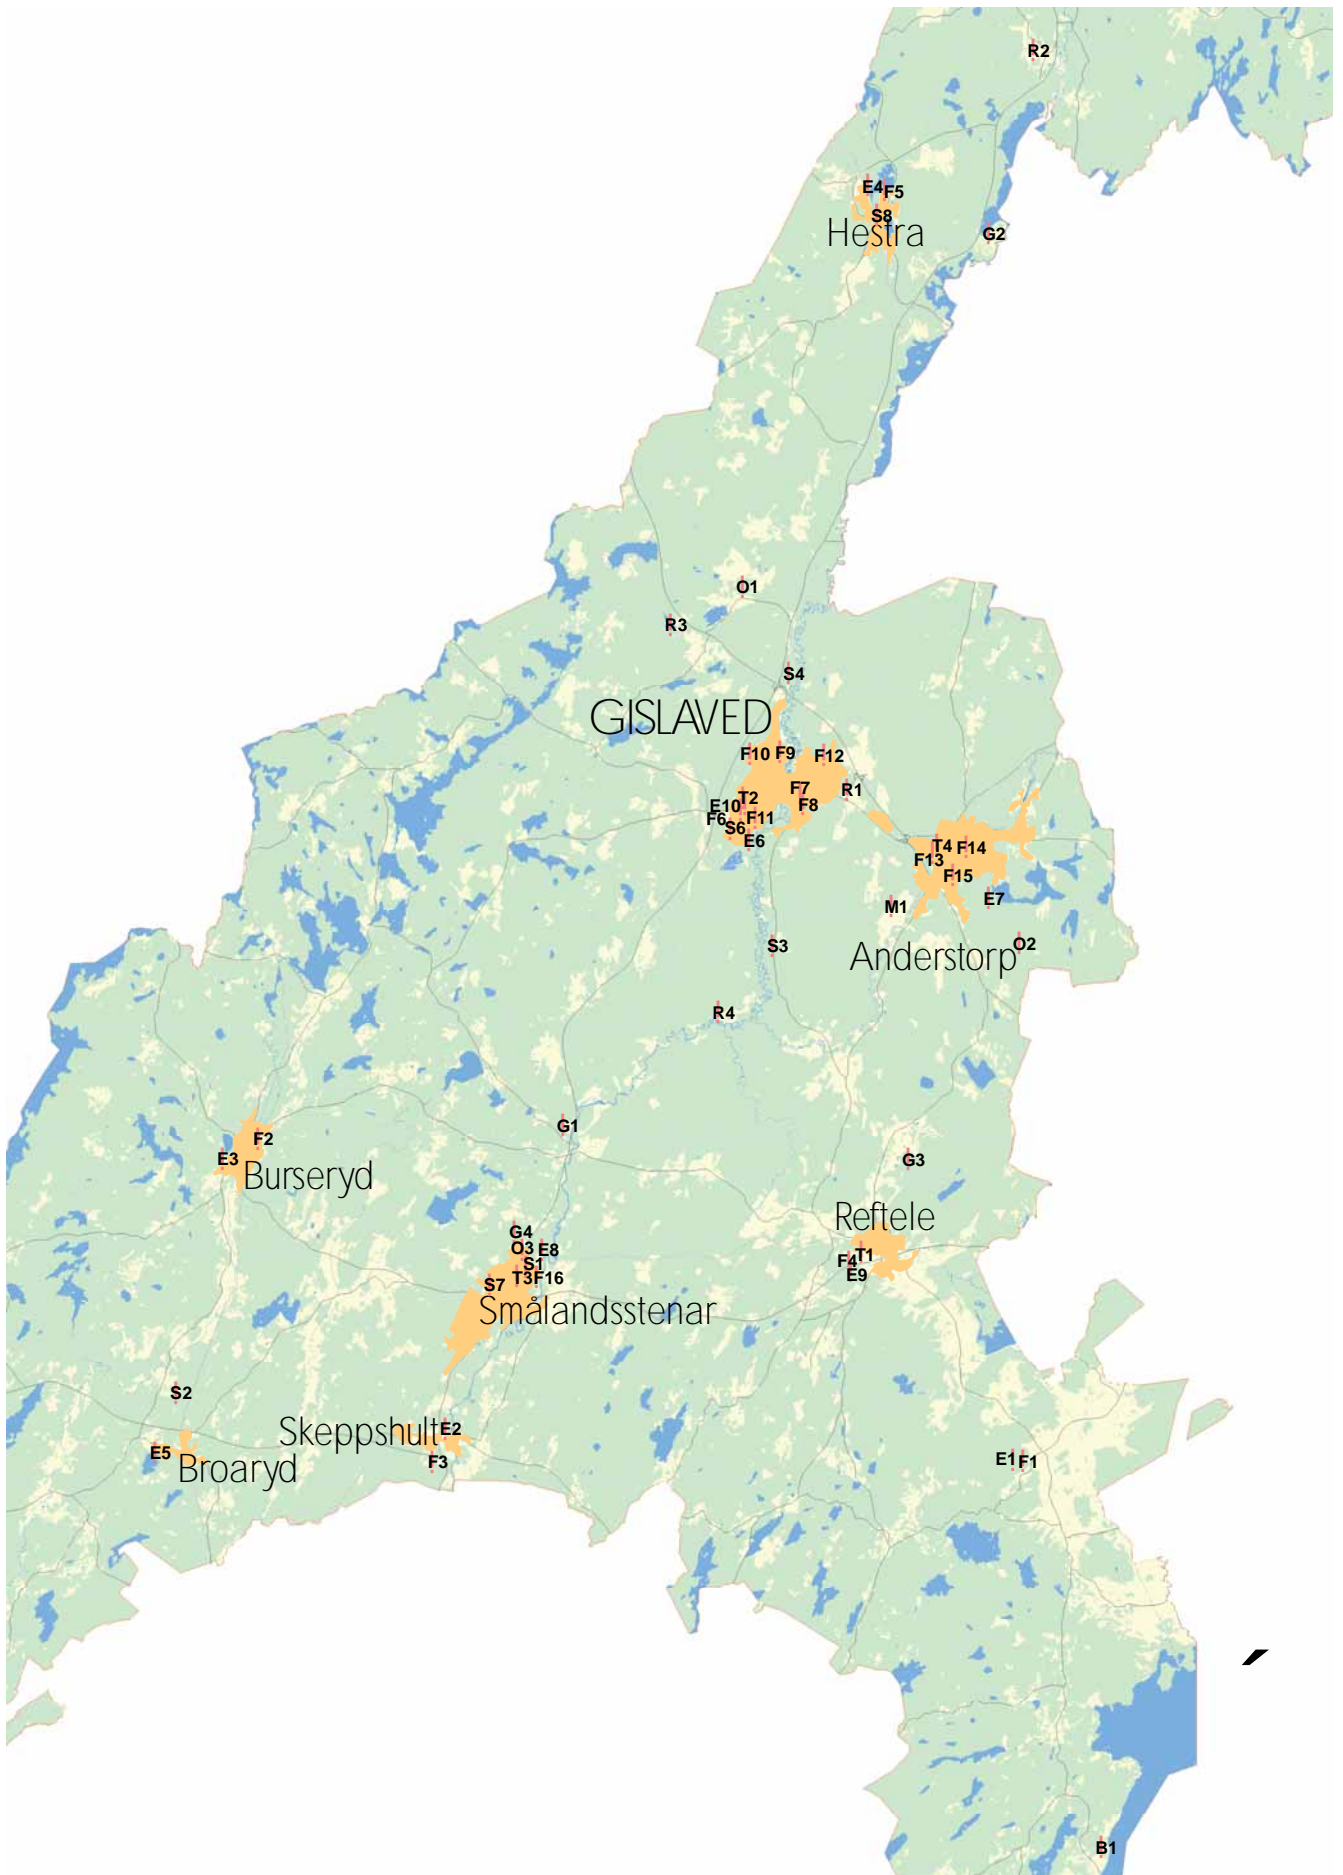 R2
E4
F5
S8
Hestra
G2
O1
R3
S4
GISLAVED
F10
F9
F12
F7
R1
T2
E10
F8
F6
F11
S6
E6
T4
F14
F13
F15
E7
M1
O2
S3
Anderstorp
R4
G1
F2
E3
Burseryd
G3
Reftele
G4
O3
E8
S1
T3
F16
S7
Smålandsstenar
F4
T1
E9
S2
Skeppshult
E2
E5
Broaryd
F3
E1
F1
B1